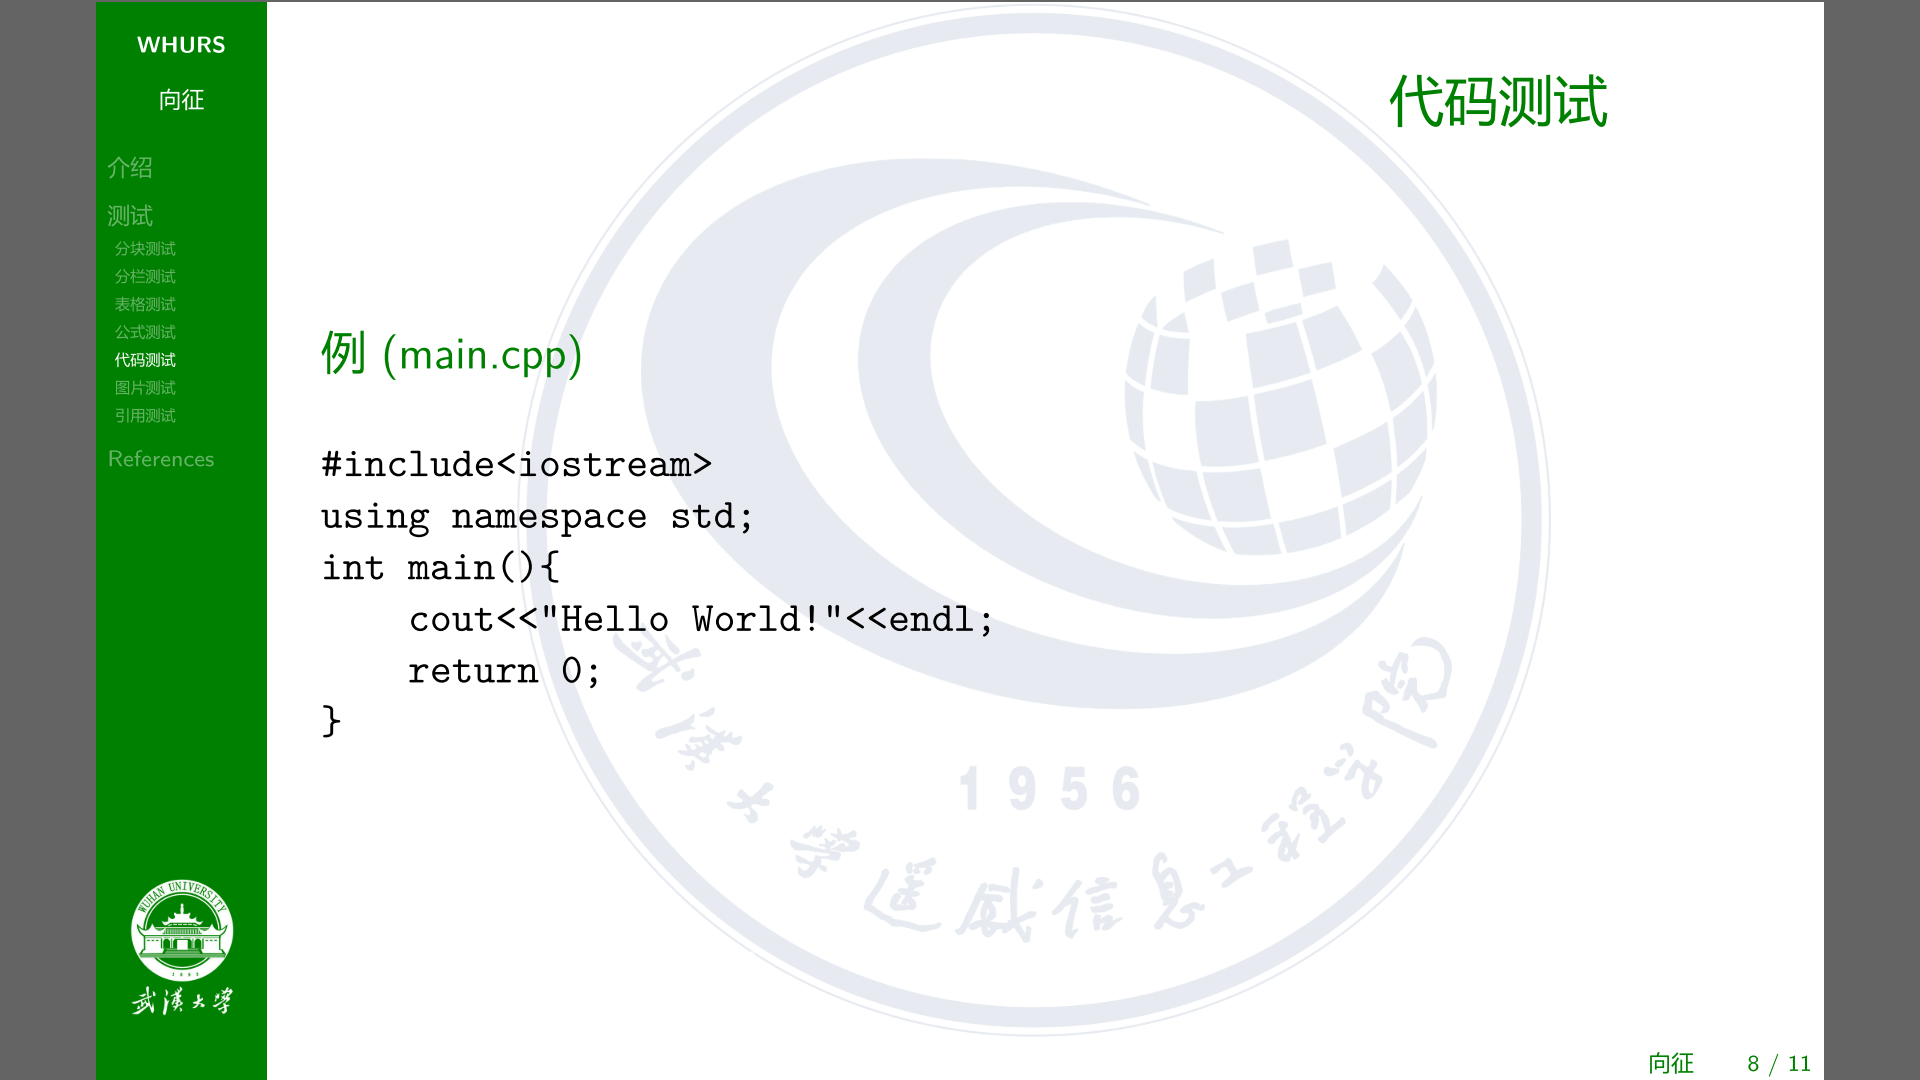 WHURS
向征
介绍
测试
分块测试
分栏测试
表格测试
公式测试
代码测试
图片测试
引用测试
References
WUHAN UNIVERSITY
1893
武漢大學
代码测试
例 (main.cpp)
#include<iostream>
using namespace std;
int main(){
    cout<<"Hello World!"<<endl;
    return 0;
}
1956
武漢大學遥感信息工程学院
向征 8 / 11